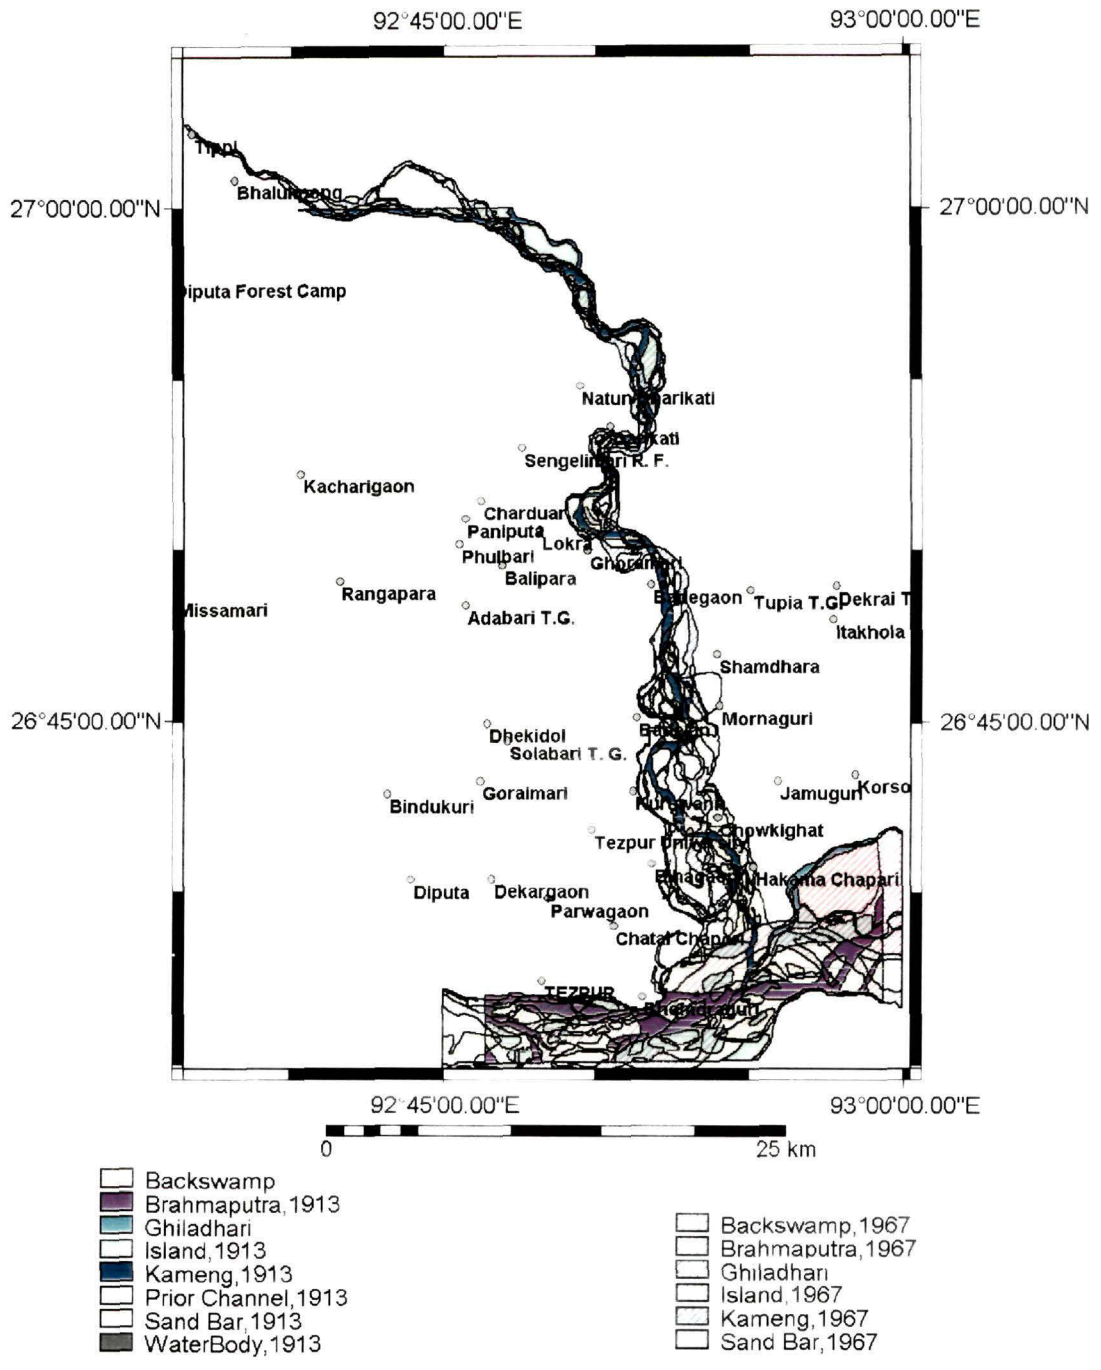 92°45'00.00"E
93°00'00.00"E
Tippi
Bhalukpong
27°00'00.00"N
27°00'00.00"N
Diputa Forest Camp
Natun Bharikati
Sengelimari R. F.
Kacharigaon
Charduar
Paniputa
Lokra
Phulbari
Ghoramari
Balipara
Rangapara
Tupia T.G.
Dekrai T
Missamari
Adabari T.G.
Itakhola
Shamdhara
Mornaguri
26°45'00.00"N
26°45'00.00"N
Dhekidol
Solabari T. G.
Goraimari
Jamuguri
Korso
Bindukuri
Chowkighat
Tezpur University
Hakama Chapari
Diputa
Dekargaon
Parwagaon
Chatai Chapori
TEZPUR
92°45'00.00"E
93°00'00.00"E
0
25 km
Backswamp
Brahmaputra,1913
Ghiladhari
Island,1913
Kameng,1913
Prior Channel,1913
Sand Bar,1913
WaterBody,1913
Backswamp,1967
Brahmaputra,1967
Ghiladhari
Island,1967
Kameng,1967
Sand Bar,1967